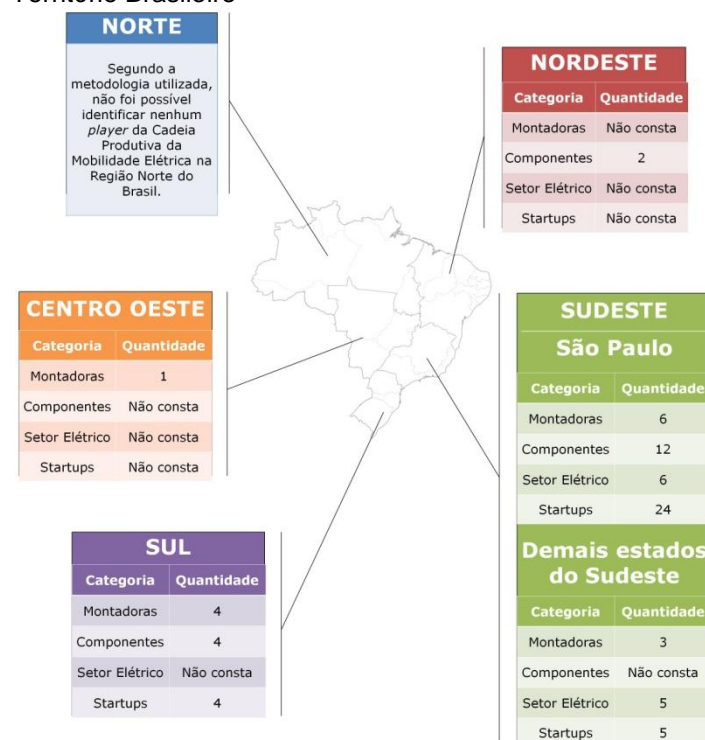 Território Brasileiro
NORTE
Segundo a
metodologia utilizada,
não foi possível
identificar nenhum
player da Cadeia
Produtiva da
Mobilidade Elétrica na
Região Norte do
Brasil.
NORDESTE
Categoria Quantidade
Montadoras Não consta
Componentes 2
Setor Elétrico Não consta
Startups Não consta
CENTRO OESTE
Categoria Quantidade
Montadoras 1
Componentes Não consta
Setor Elétrico Não consta
Startups Não consta
SUDESTE
São Paulo
Categoria Quantidade
Montadoras 6
Componentes 12
Setor Elétrico 6
Startups 24
Demais estados
do Sudeste
Categoria Quantidade
Montadoras 3
Componentes Não consta
Setor Elétrico 5
Startups 5
SUL
Categoria Quantidade
Montadoras 4
Componentes 4
Setor Elétrico Não consta
Startups 4